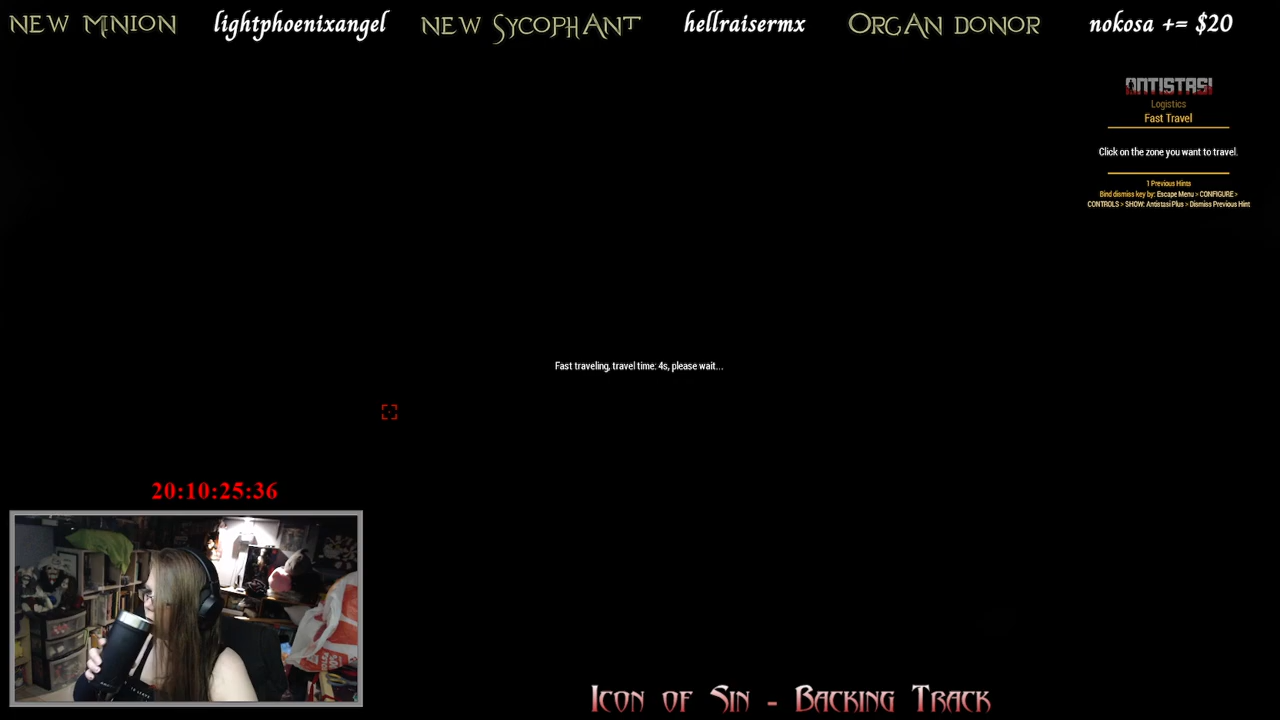 NEW MINION lightphoenixangel NEW SYCOPHANT hellraisermx ORGAN DONOR nokosa += $20
ANTISTASI
Logistics
Fast Travel
Click on the zone you want to travel.
1 Previous Hints
Bind dismiss key by: Escape Menu > CONFIGURE >
CONTROLS > SHOW: Antistasi Plus > Dismiss Previous Hint
Fast traveling, travel time: 4s, please wait...
20:10:25:36
Icon of Sin - Backing Track